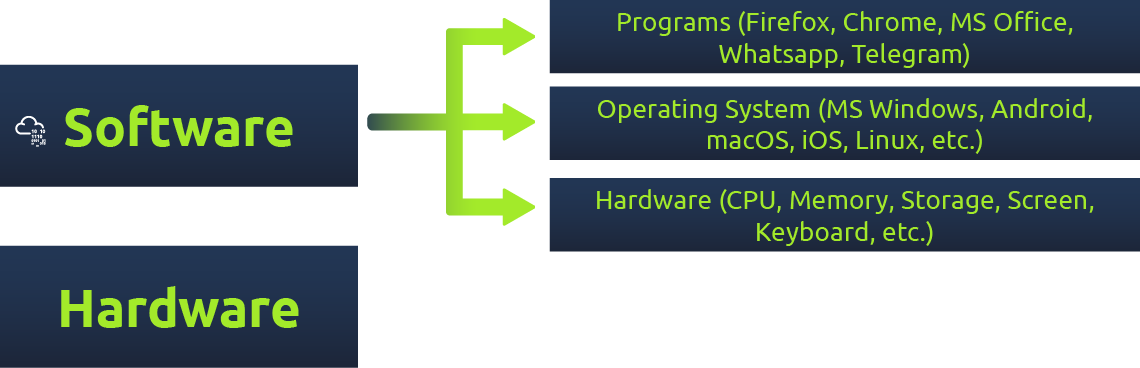 Programs (Firefox, Chrome, MS Office,
Whatsapp, Telegram)
Software
Operating System (MS Windows, Android,
macOS, iOS, Linux, etc.)
Hardware (CPU, Memory, Storage, Screen,
Keyboard, etc.)
Hardware